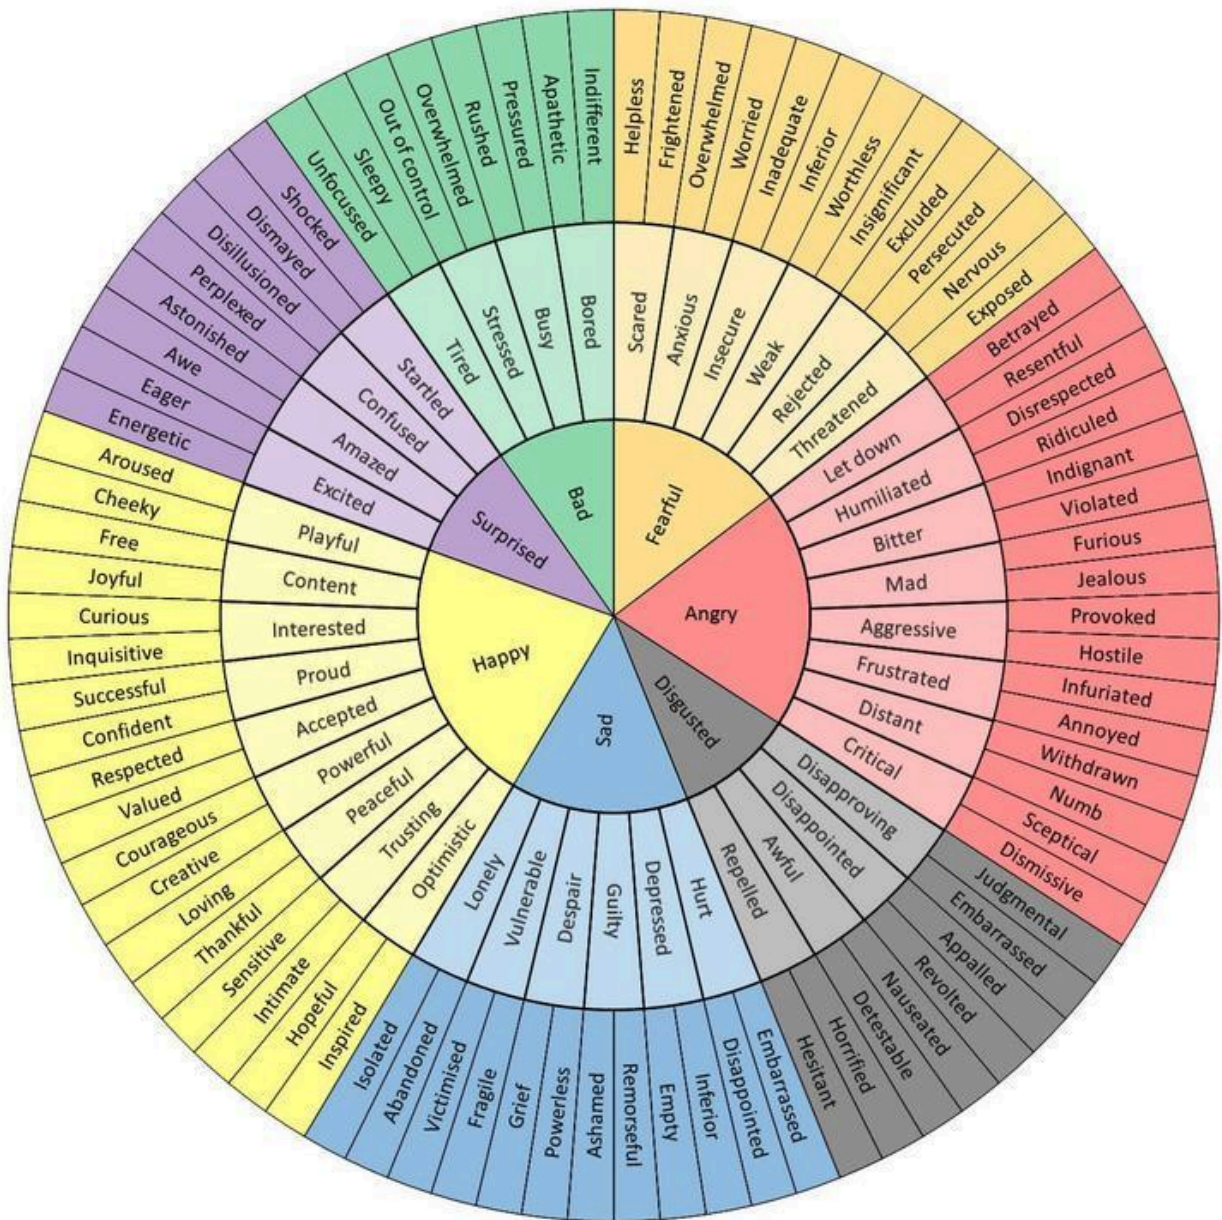 Fearful
Angry
Disgusted
Sad
Happy
Surprised
Bad
Scared
Anxious
Insecure
Weak
Rejected
Threatened
Let down
Humiliated
Bitter
Mad
Aggressive
Frustrated
Distant
Critical
Disapproving
Disappointed
Awful
Repelled
Hurt
Depressed
Guilty
Despair
Vulnerable
Lonely
Optimistic
Trusting
Peaceful
Powerful
Accepted
Proud
Interested
Content
Playful
Excited
Amazed
Confused
Startled
Tired
Stressed
Busy
Bored
Helpless
Frightened
Overwhelmed
Worried
Inadequate
Inferior
Worthless
Insignificant
Excluded
Persecuted
Nervous
Exposed
Betrayed
Resentful
Disrespected
Ridiculed
Indignant
Violated
Furious
Jealous
Provoked
Hostile
Infuriated
Annoyed
Withdrawn
Numb
Sceptical
Dismissive
Judgmental
Embarrassed
Appalled
Revolted
Nauseated
Detestable
Horrified
Hesitant
Embarrassed
Disappointed
Inferior
Empty
Remorseful
Ashamed
Powerless
Grief
Fragile
Victimised
Abandoned
Isolated
Inspired
Hopeful
Intimate
Sensitive
Thankful
Loving
Creative
Courageous
Valued
Respected
Confident
Successful
Inquisitive
Curious
Joyful
Free
Cheeky
Aroused
Energetic
Eager
Awe
Astonished
Perplexed
Disillusioned
Dismayed
Shocked
Unfocussed
Sleepy
Out of control
Overwhelmed
Rushed
Pressured
Apathetic
Indifferent